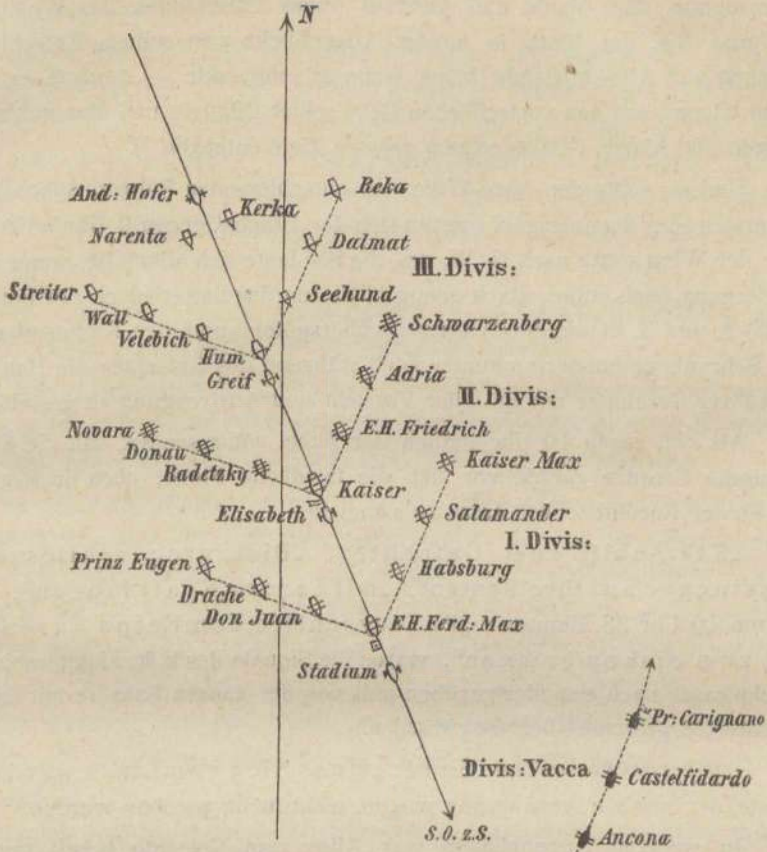 N
And: Hofer
Kerka
Reka
Narenta
Dalmat
III. Divis:
Streiter
Wall
Velebich
Seehund
Hum
Schwarzenberg
Greif
Adria
II. Divis:
Novara
Donau
Radetzky
E.H. Friedrich
Kaiser
Kaiser Max
Elisabeth
Salamander
I. Divis:
Prinz Eugen
Drache
Don Juan
Habsburg
E.H. Ferd: Max
Stadium
Pr: Carignano
Divis: Vacca
Castelfidardo
S.O. z. S.
Ancona